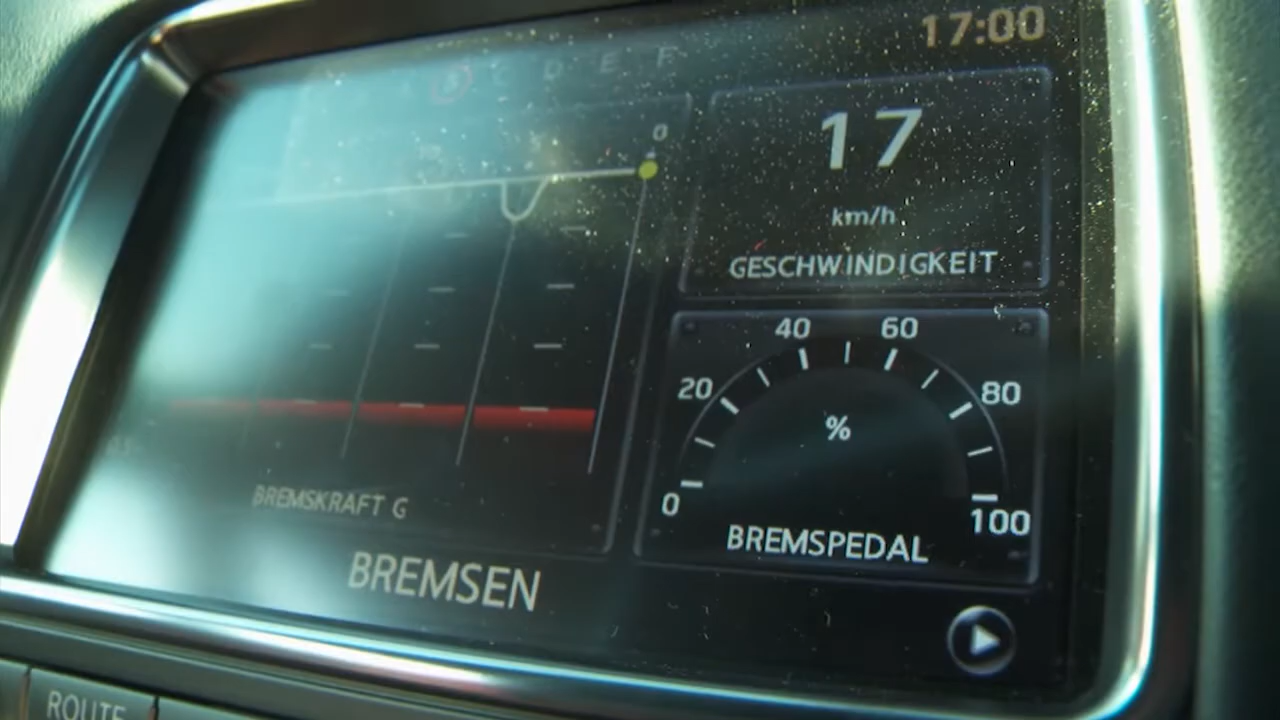 17:00
C D E F
0
17
km/h
GESCHWINDIGKEIT
40 60
20 80
%
0 100
BREMSKRAFT G
BREMSPEDAL
BREMSEN
ROUTE